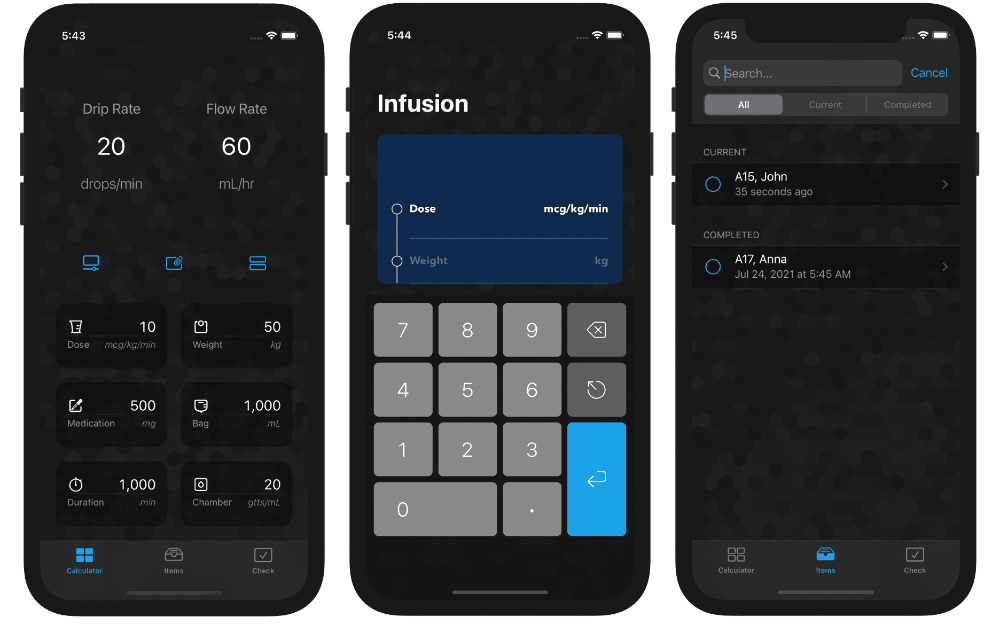 5:43
Drip Rate
Flow Rate
20
60
drops/min
mL/hr
10
Dose
mcg/kg/min
50
Weight
kg
500
Medication
mg
1,000
Bag
mL
1,000
Duration
min
20
Chamber
gtts/mL
Calculator
Items
Check
5:44
Infusion
Dose
mcg/kg/min
Weight
kg
7 8 9
4 5 6
1 2 3
0 .
5:45
Search...
Cancel
All
Current
Completed
CURRENT
A15, John
35 seconds ago
COMPLETED
A17, Anna
Jul 24, 2021 at 5:45 AM
Calculator
Items
Check